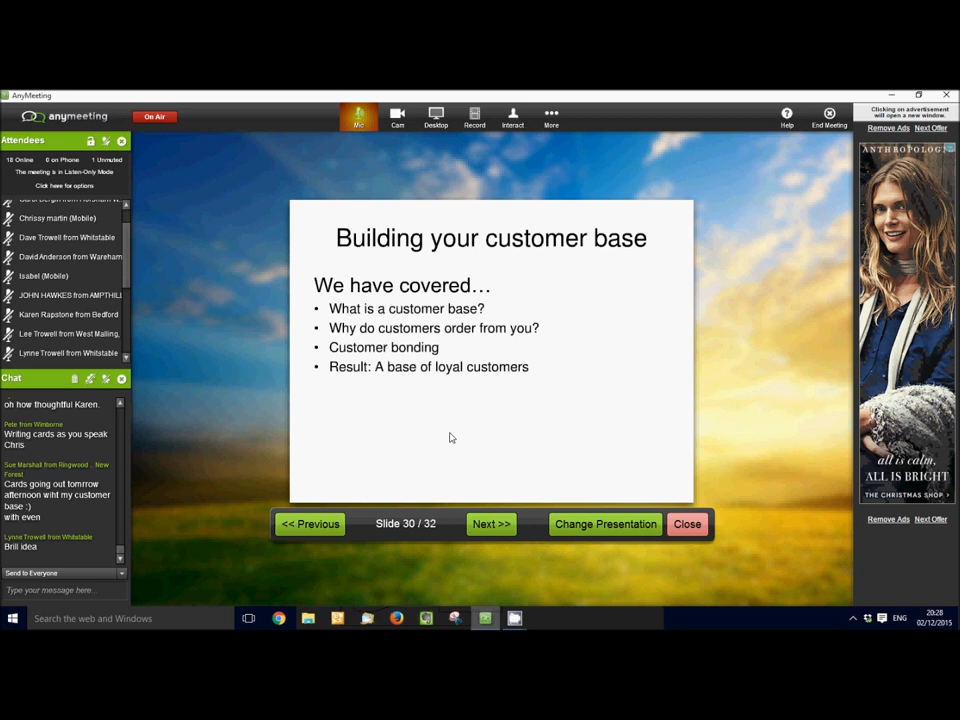 AnyMeeting
anymeeting
On Air
Mic
Cam
Desktop
Record
Interact
More
Help
End Meeting
Clicking on advertisement
will open a new window.
Remove Ads Next Offer
Attendees
18 Online 0 on Phone 1 Unmuted
The meeting is in Listen-Only Mode
Click here for options
Chrissy martin (Mobile)
Dave Trowell from Whitstable
David Anderson from Wareham
Isabel (Mobile)
JOHN HAWKES from AMPTHILL
Karen Rapstone from Bedford
Lee Trowell from West Malling,
Lynne Trowell from Whitstable
Chat
oh how thoughtful Karen.
Pete from Wimborne
Writing cards as you speak
Chris
Sue Marshall from Ringwood .. New
Forest
Cards going out tomrrow
afternoon wiht my customer
base :)
with even
Lynne Trowell from Whitstable
Brill idea
Send to Everyone
Type your message here...
Building your customer base
We have covered…
• What is a customer base?
• Why do customers order from you?
• Customer bonding
• Result: A base of loyal customers
<< Previous
Slide 30 / 32
Next >>
Change Presentation
Close
ANTHROPOLOGIE
all is calm,
ALL IS BRIGHT
THE CHRISTMAS SHOP >
Remove Ads Next Offer
Search the web and Windows
ENG
20:28
02/12/2015